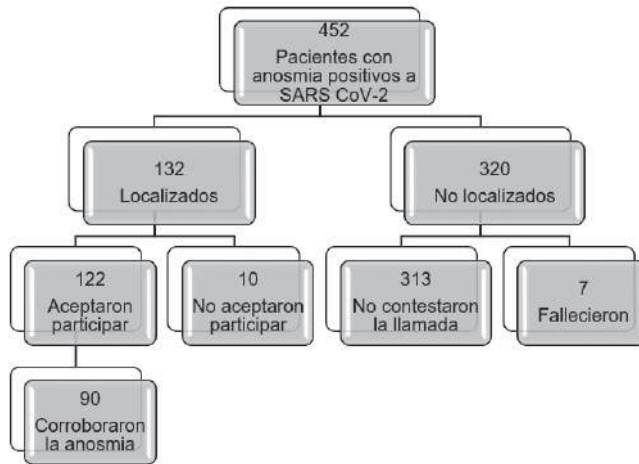 452
Pacientes con
anosmia positivos a
SARS CoV-2
132
Localizados
320
No localizados
122
Aceptaron
participar
10
No aceptaron
participar
313
No contestaron
la llamada
7
Fallecieron
90
Corroboraron
la anosmia